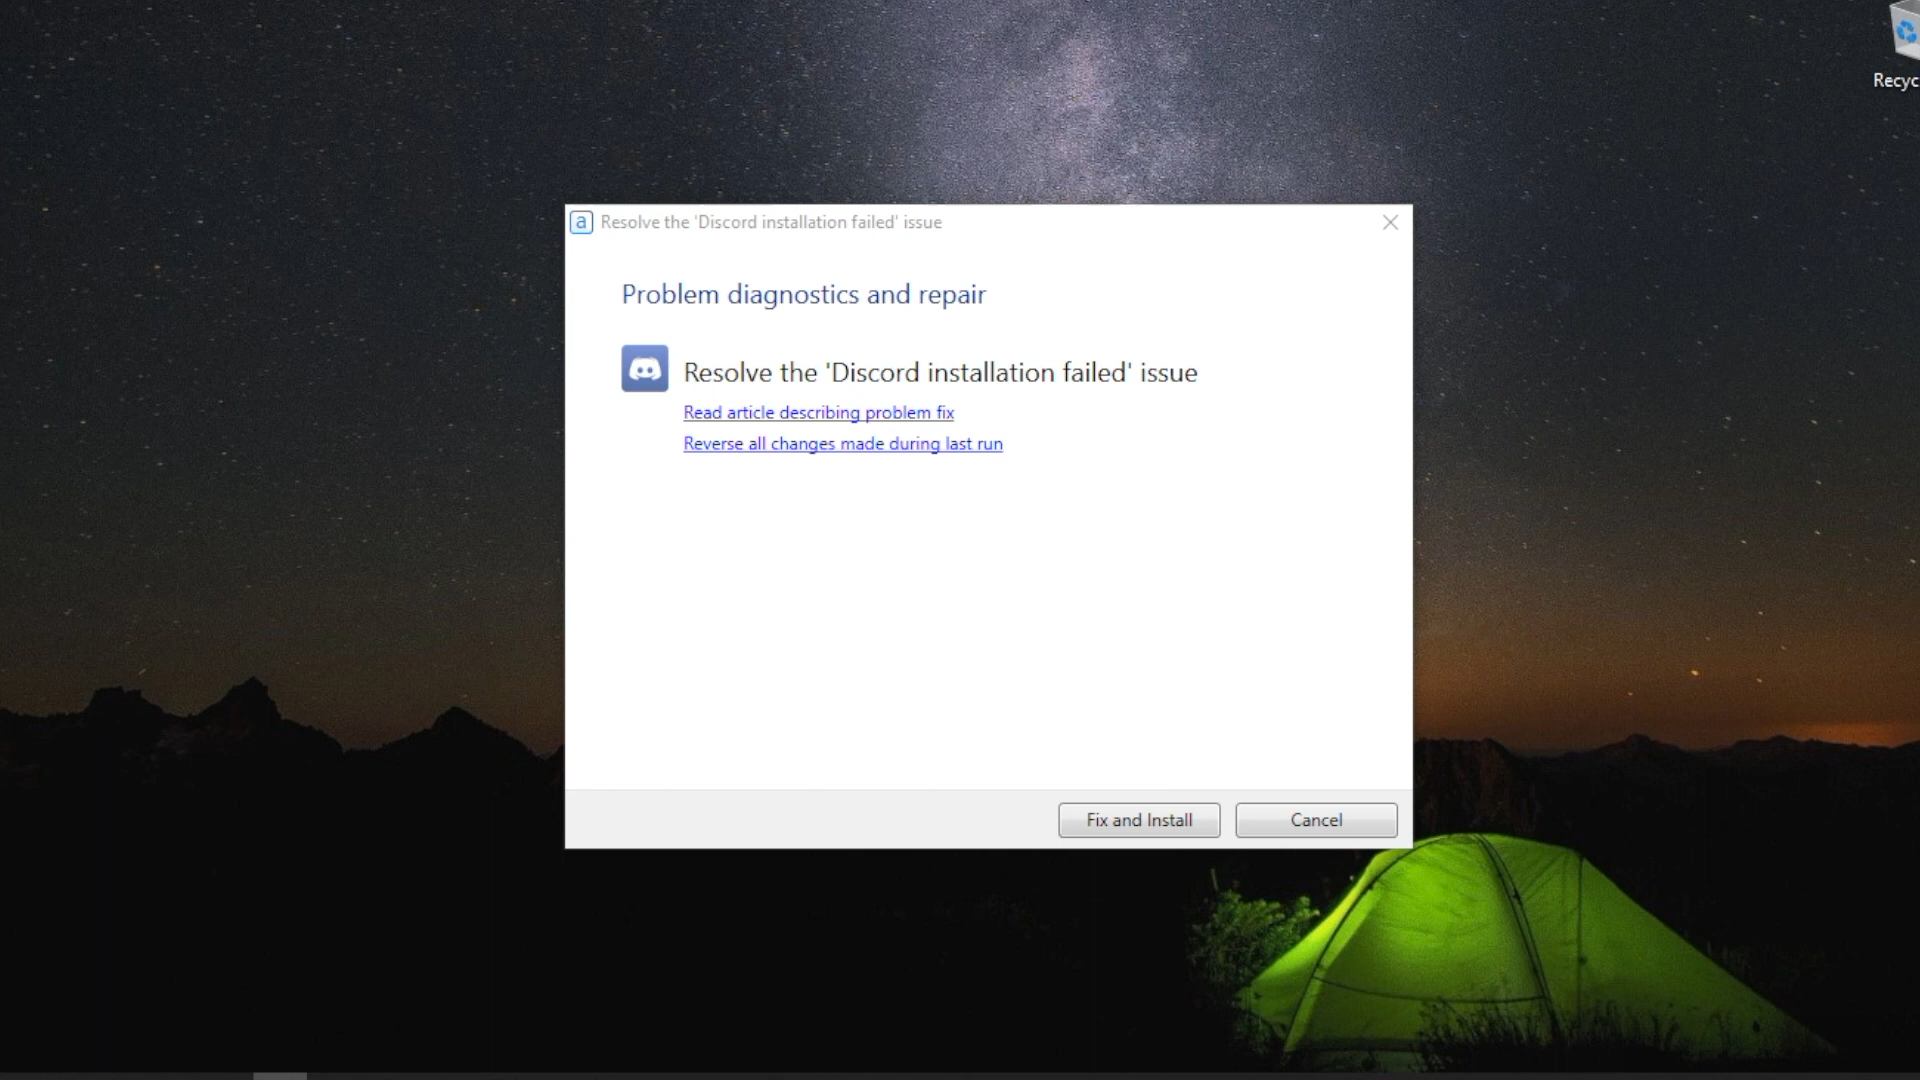 Recyc
a
Resolve the 'Discord installation failed' issue
Problem diagnostics and repair
Resolve the 'Discord installation failed' issue
Read article describing problem fix
Reverse all changes made during last run
Fix and Install
Cancel